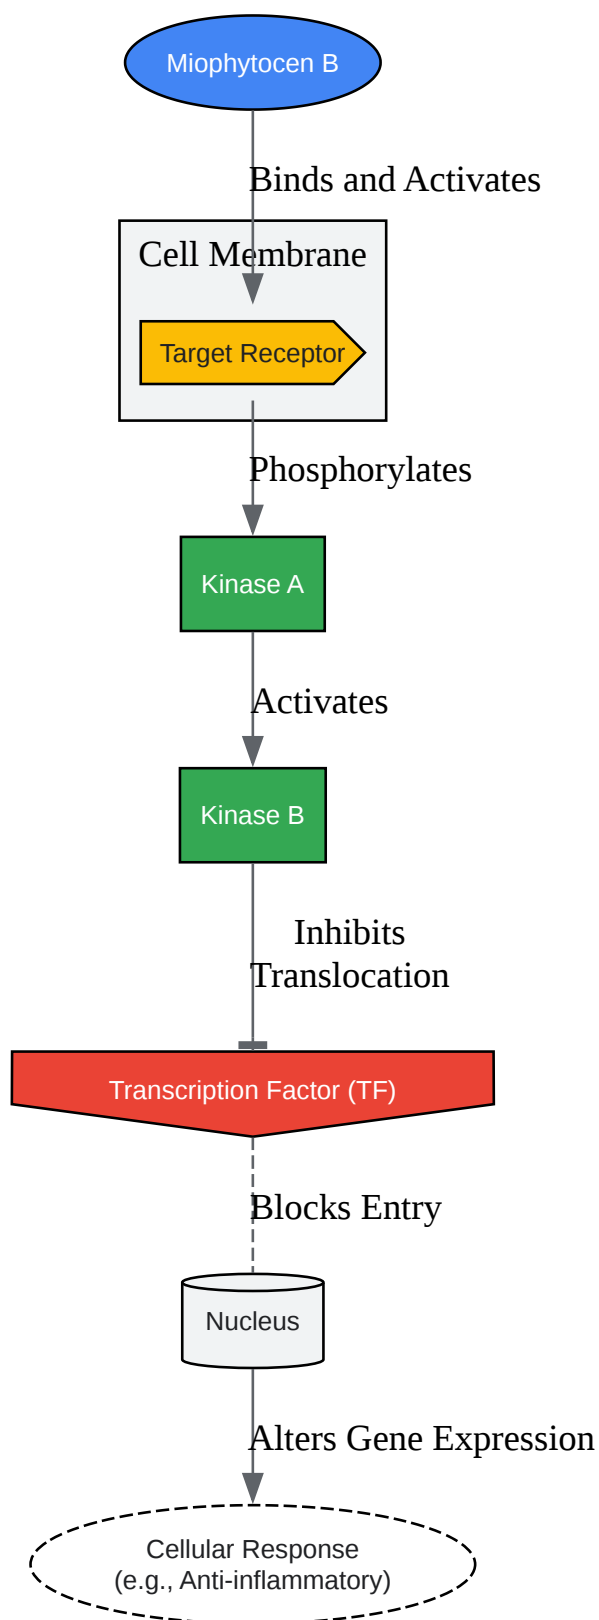 Miophytocen B
Binds and Activates
Cell Membrane
Target Receptor
Phosphorylates
Kinase A
Activates
Kinase B
Inhibits
Translocation
Transcription Factor (TF)
Blocks Entry
Nucleus
Alters Gene Expression
Cellular Response
(e.g., Anti-inflammatory)